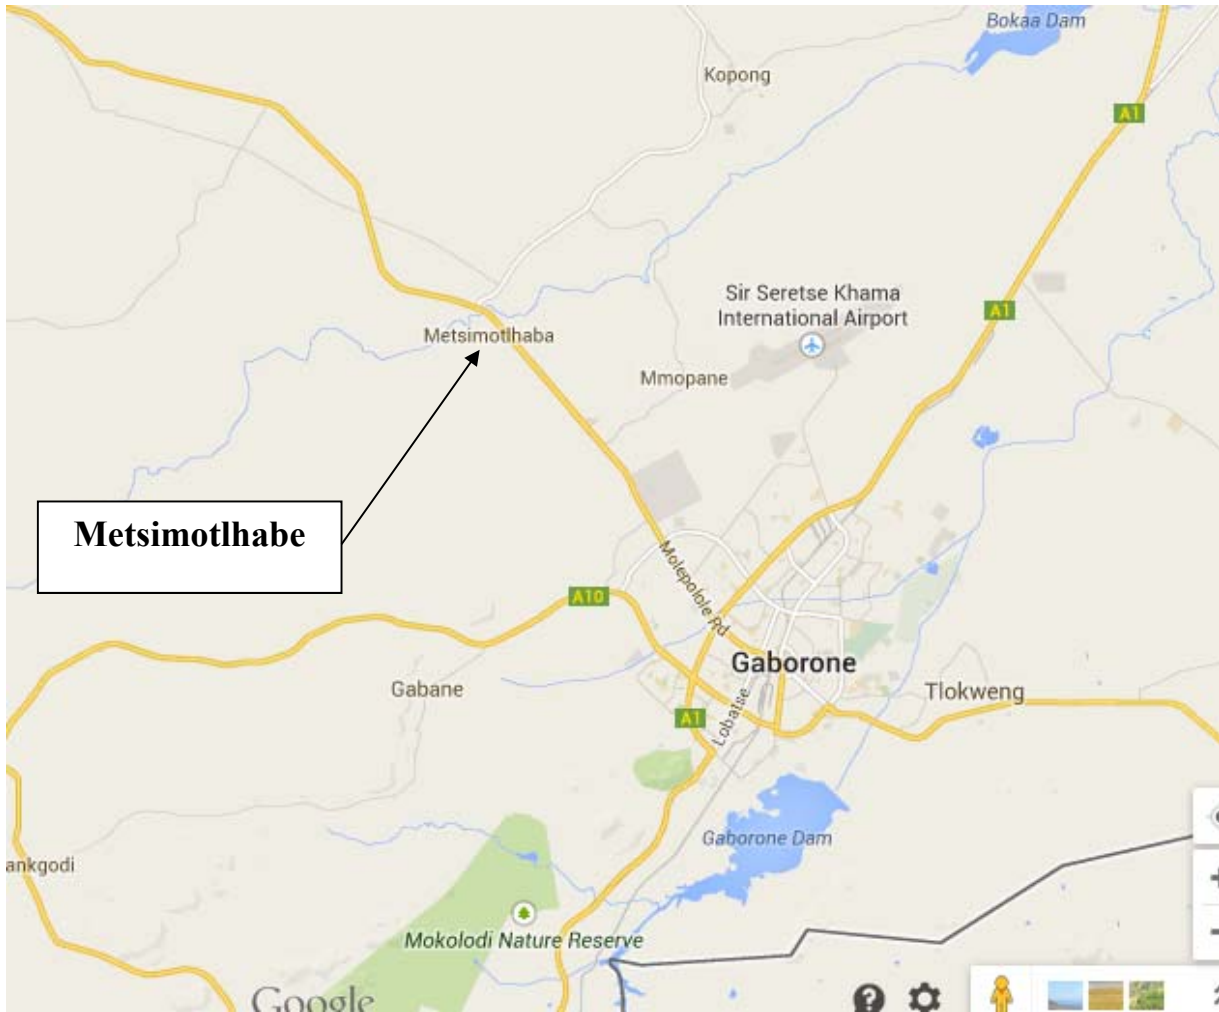 Bokaa Dam
Kopong
A1
Sir Seretse Khama
International Airport
A1
Metsimotlhaba
Mmopane
Metsimotlhabe
Molepolole Rd
A10
Gaborone
Gabane
Tlokweng
A1
Lobatse
Gaborone Dam
ankgodi
Mokolodi Nature Reserve
Google